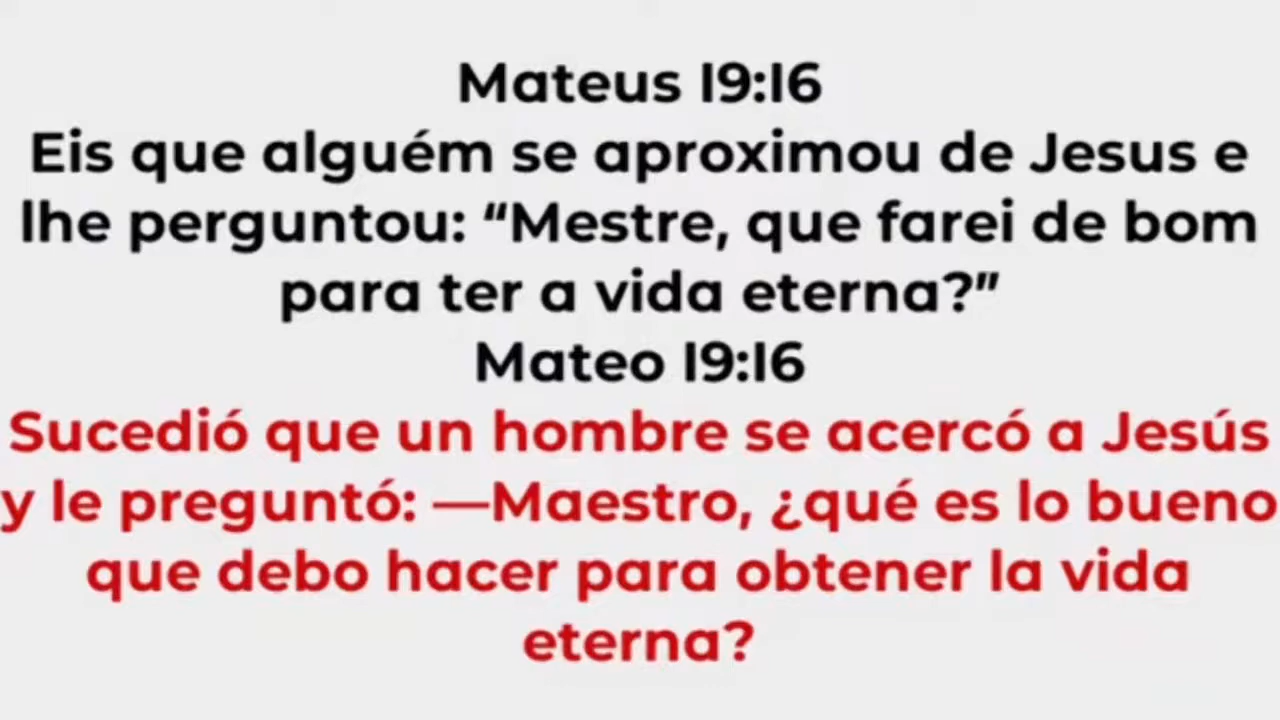 Mateus 19:16
Eis que alguém se aproximou de Jesus e
lhe perguntou: “Mestre, que farei de bom
para ter a vida eterna?”
Mateo 19:16
Sucedió que un hombre se acercó a Jesús
y le preguntó: —Maestro, ¿qué es lo bueno
que debo hacer para obtener la vida
eterna?